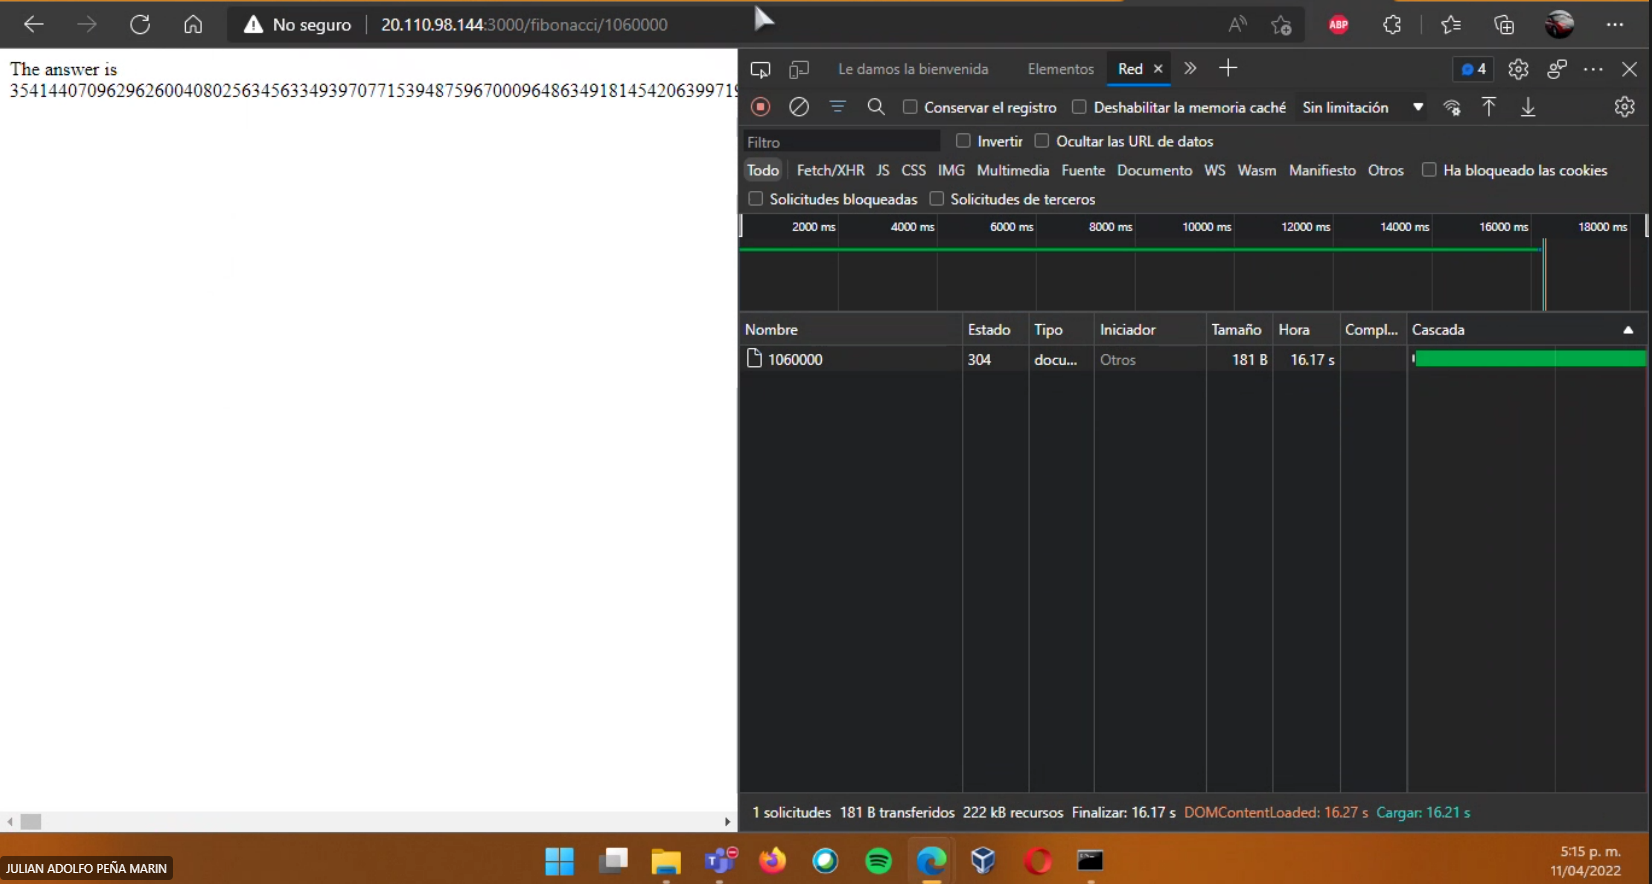 No seguro
20.110.98.144:3000/fibonacci/1060000
ABP
The answer is
3541440709629626004080256345633493970771539487596700096486349181454206399719
Le damos la bienvenida
Elementos
Red
4
Conservar el registro
Deshabilitar la memoria caché
Sin limitación
Filtro
Invertir
Ocultar las URL de datos
Todo
Fetch/XHR JS CSS IMG Multimedia Fuente Documento WS Wasm Manifiesto Otros
Ha bloqueado las cookies
Solicitudes bloqueadas
Solicitudes de terceros
2000 ms 4000 ms 6000 ms 8000 ms 10000 ms 12000 ms 14000 ms 16000 ms 18000 ms
Nombre Estado Tipo Iniciador Tamaño Hora Compl... Cascada
1060000 304 docu... Otros 181 B 16.17 s
1 solicitudes 181 B transferidos 222 kB recursos Finalizar: 16.17 s DOMContentLoaded: 16.27 s Cargar: 16.21 s
JULIAN ADOLFO PEÑA MARIN
5:15 p. m.
11/04/2022